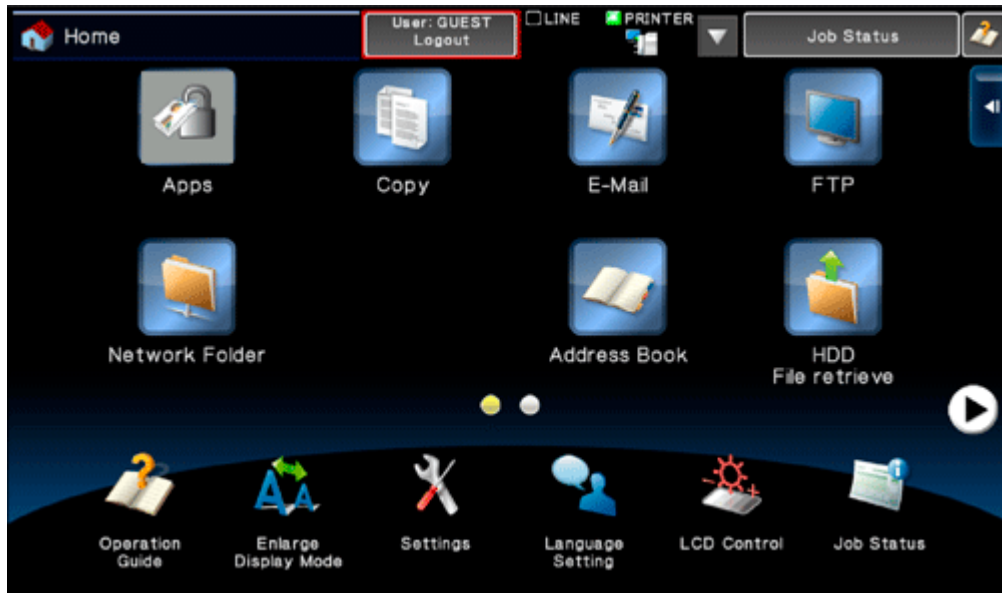 Home
User: GUEST
Logout
LINE
PRINTER
Job Status
Apps
Copy
E-Mail
FTP
Network Folder
Address Book
HDD
File retrieve
Operation
Guide
Enlarge
Display Mode
Settings
Language
Setting
LCD Control
Job Status